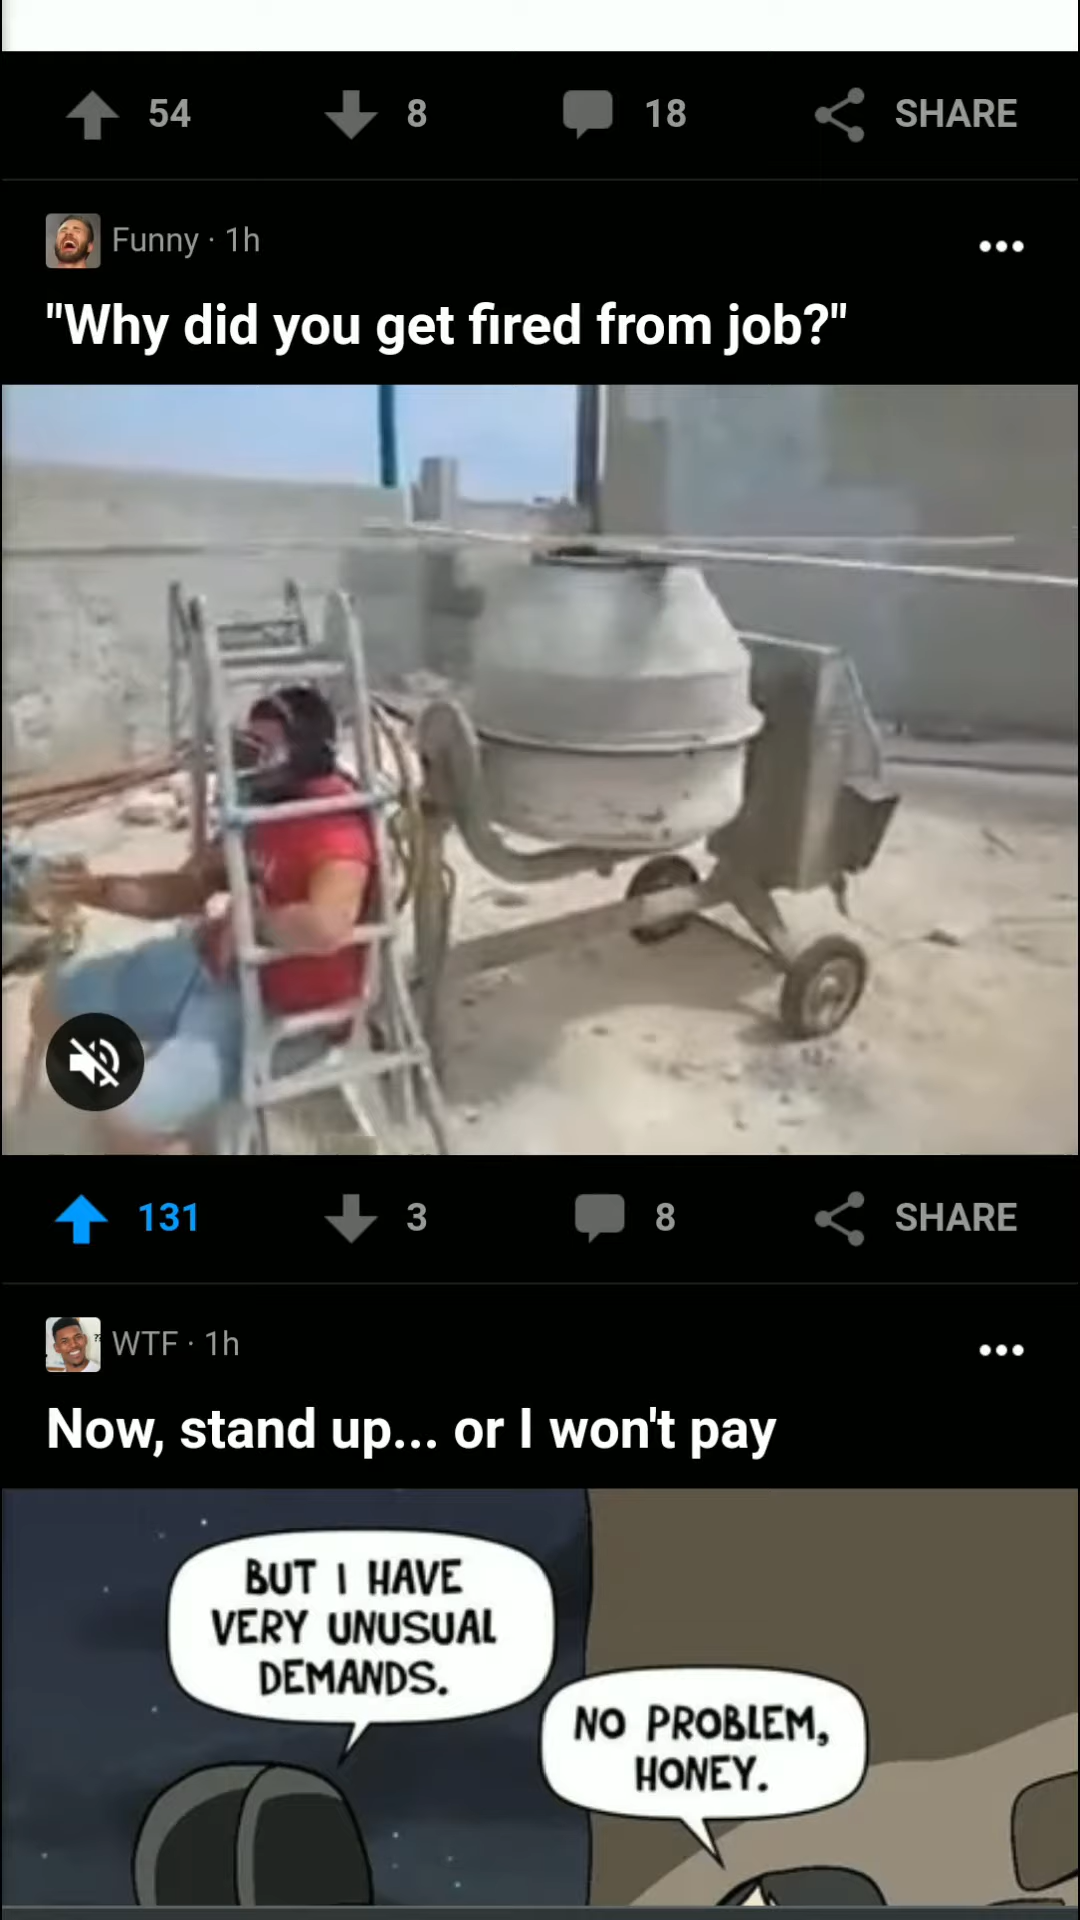 54
8
18
SHARE
Funny · 1h
"Why did you get fired from job?"
131
3
8
SHARE
WTF · 1h
Now, stand up... or I won't pay
BUT I HAVE
VERY UNUSUAL
DEMANDS.
NO PROBLEM,
HONEY.